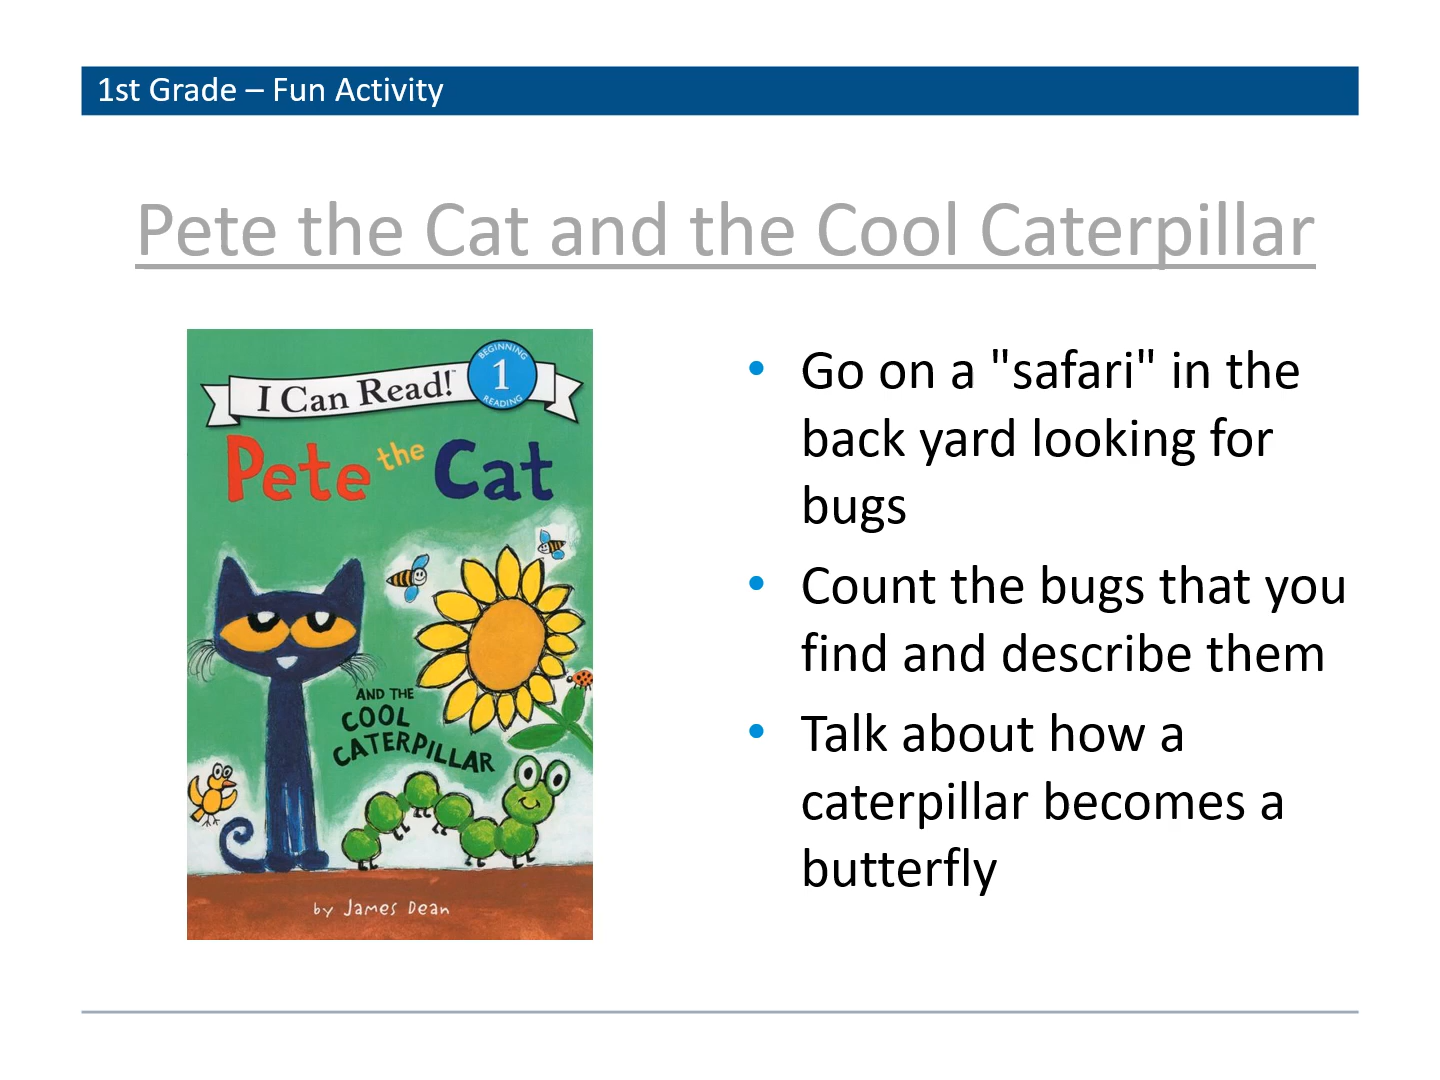 1st Grade – Fun Activity
Pete the Cat and the Cool Caterpillar
I Can Read!™
BEGINNING
1
READING
Pete the Cat
AND THE
COOL
CATERPILLAR
by James Dean
• Go on a "safari" in the
back yard looking for
bugs
• Count the bugs that you
find and describe them
• Talk about how a
caterpillar becomes a
butterfly